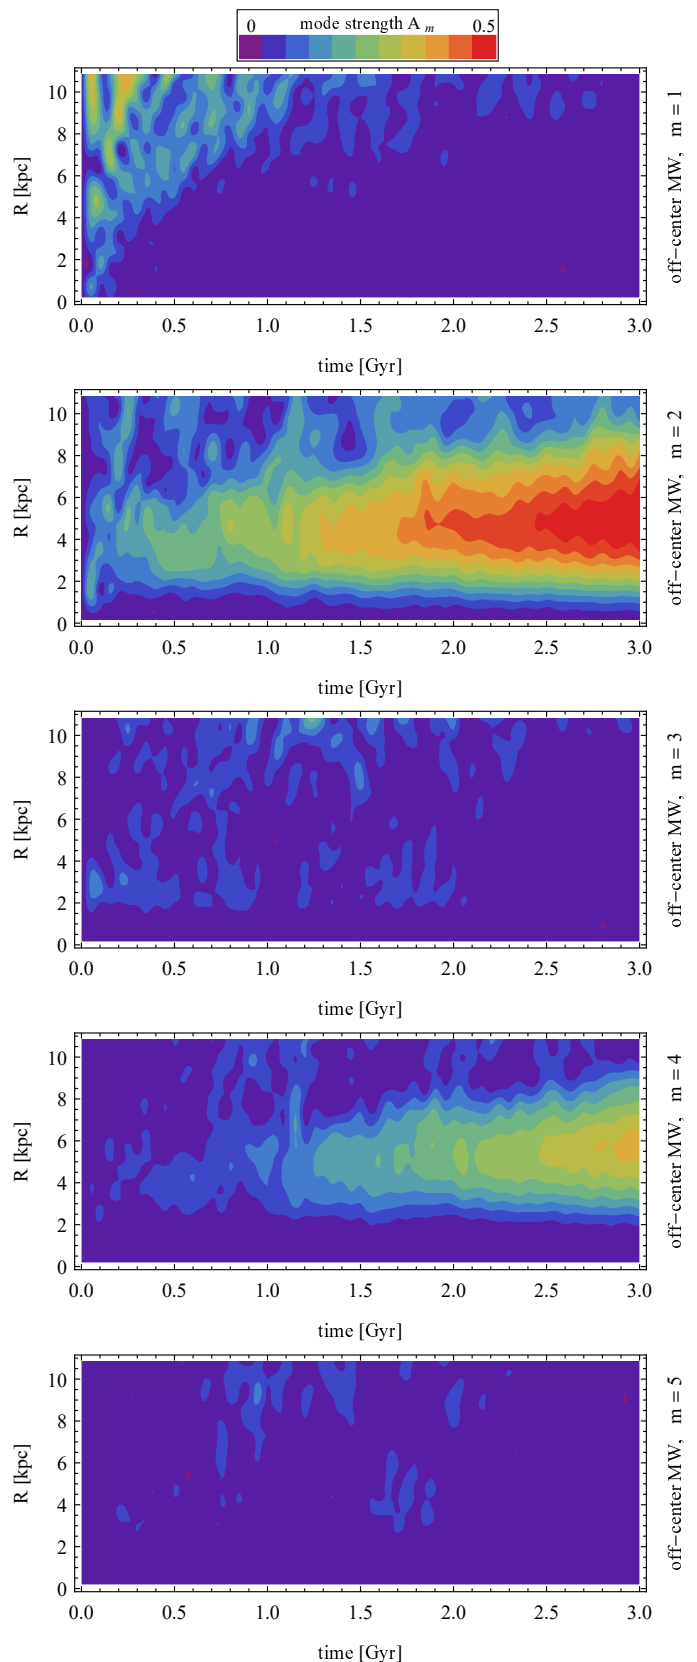 mode strength A m
0 0.5
off−center MW, m = 1
R [kpc]
10
8
6
4
2
0
0.0 0.5 1.0 1.5 2.0 2.5 3.0
time [Gyr]
off−center MW, m = 2
R [kpc]
10
8
6
4
2
0
0.0 0.5 1.0 1.5 2.0 2.5 3.0
time [Gyr]
off−center MW, m = 3
R [kpc]
10
8
6
4
2
0
0.0 0.5 1.0 1.5 2.0 2.5 3.0
time [Gyr]
off−center MW, m = 4
R [kpc]
10
8
6
4
2
0
0.0 0.5 1.0 1.5 2.0 2.5 3.0
time [Gyr]
off−center MW, m = 5
R [kpc]
10
8
6
4
2
0
0.0 0.5 1.0 1.5 2.0 2.5 3.0
time [Gyr]